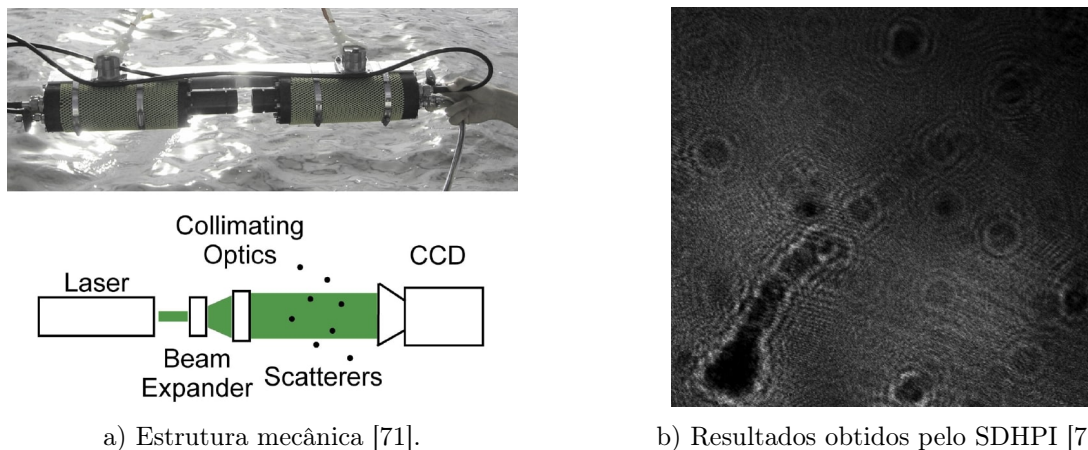 Collimating
Optics
CCD
Laser
Beam
Expander
Scatterers
a) Estrutura mecânica [71].
b) Resultados obtidos pelo SDHPI [7